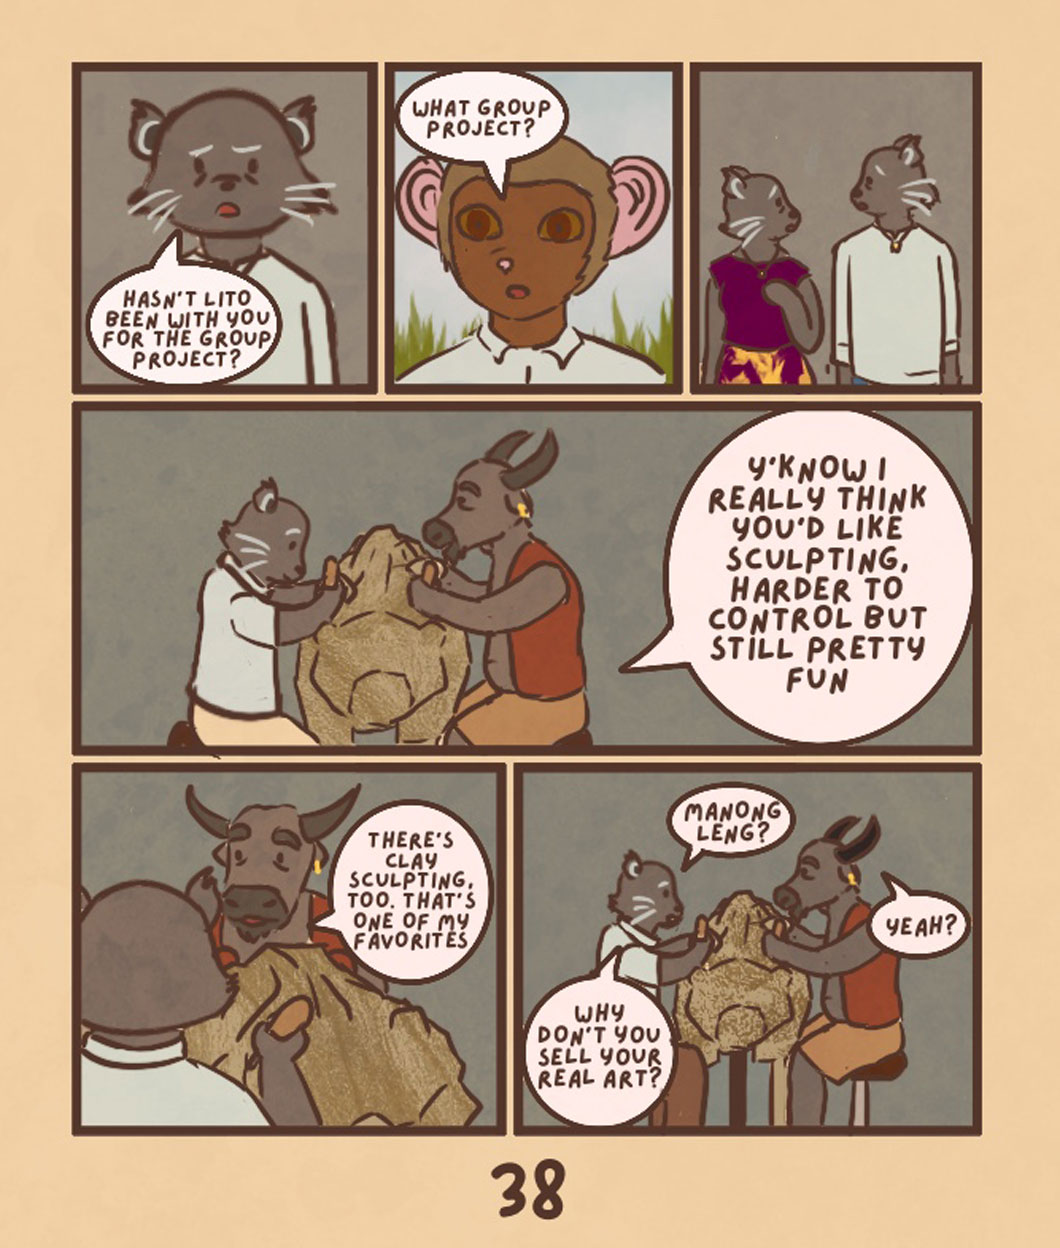 HASN'T LITO
BEEN WITH YOU
FOR THE GROUP
PROJECT?
WHAT GROUP
PROJECT?
Y'KNOW I
REALLY THINK
YOU'D LIKE
SCULPTING,
HARDER TO
CONTROL BUT
STILL PRETTY
FUN
THERE'S
CLAY
SCULPTING,
TOO. THAT'S
ONE OF MY
FAVORITES
MANONG
LENG?
YEAH?
WHY
DON'T YOU
SELL YOUR
REAL ART?
38